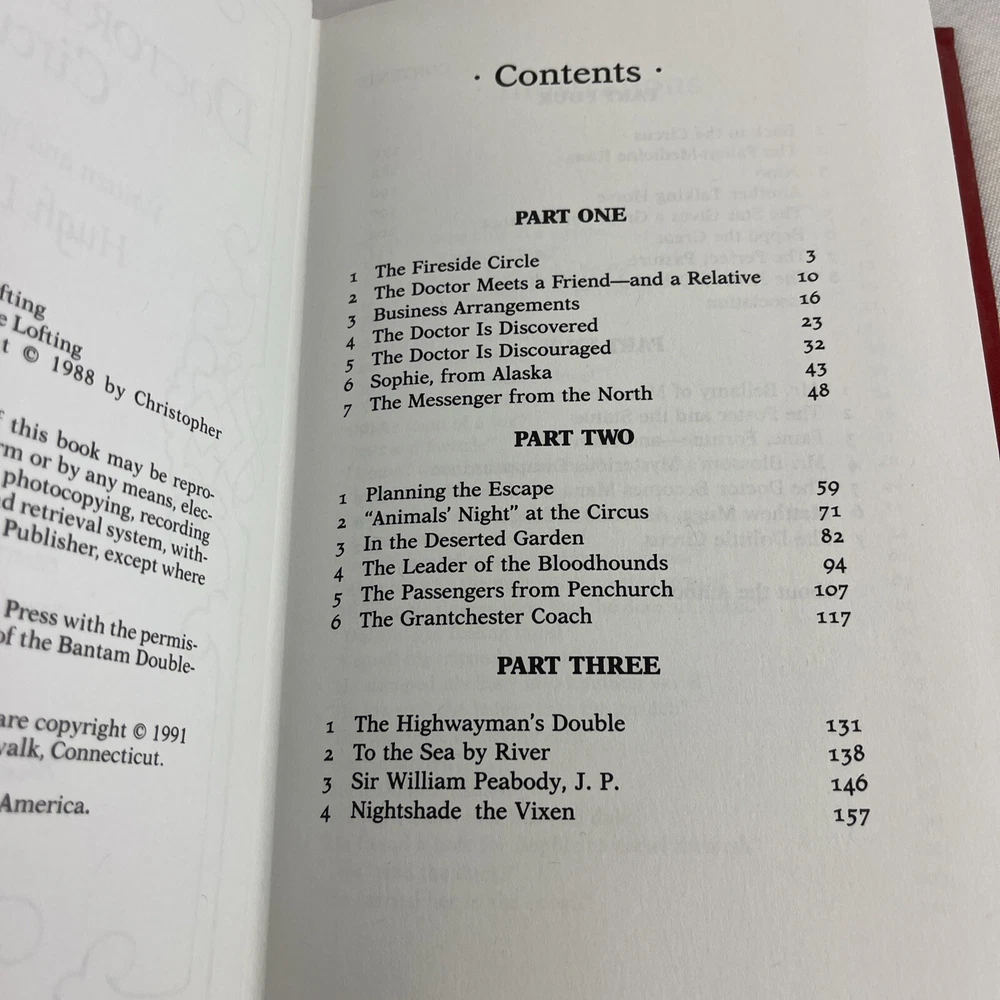 fting
e Lofting
t © 1988 by Christopher
f this book may be repro-
rm or by any means, elec-
photocopying, recording
d retrieval system, with-
Publisher, except where
Press with the permis-
of the Bantam Double-
are copyright © 1991
walk, Connecticut.
America.
· Contents ·
PART ONE
1 The Fireside Circle 3
2 The Doctor Meets a Friend—and a Relative 10
3 Business Arrangements 16
4 The Doctor Is Discovered 23
5 The Doctor Is Discouraged 32
6 Sophie, from Alaska 43
7 The Messenger from the North 48
PART TWO
1 Planning the Escape 59
2 “Animals’ Night” at the Circus 71
3 In the Deserted Garden 82
4 The Leader of the Bloodhounds 94
5 The Passengers from Penchurch 107
6 The Grantchester Coach 117
PART THREE
1 The Highwayman’s Double 131
2 To the Sea by River 138
3 Sir William Peabody, J. P. 146
4 Nightshade the Vixen 157